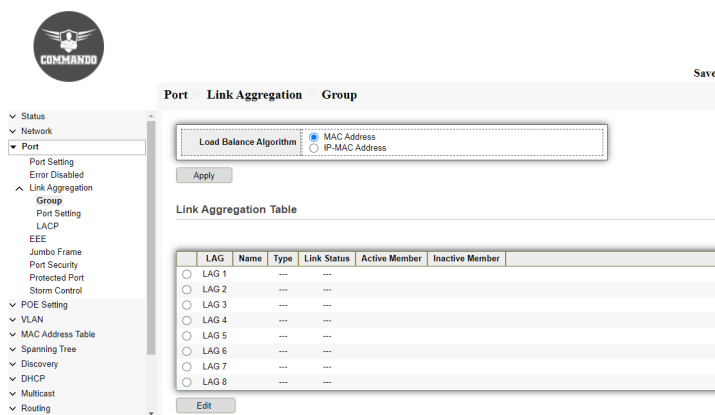 COMMANDO
Save
Port Link Aggregation Group
Status
Network
Port
Port Setting
Error Disabled
Link Aggregation
Group
Port Setting
LACP
EEE
Jumbo Frame
Port Security
Protected Port
Storm Control
POE Setting
VLAN
MAC Address Table
Spanning Tree
Discovery
DHCP
Multicast
Routing
Load Balance Algorithm
MAC Address
IP-MAC Address
Apply
Link Aggregation Table
LAG Name Type Link Status Active Member Inactive Member
LAG 1 --- ---
LAG 2 --- ---
LAG 3 --- ---
LAG 4 --- ---
LAG 5 --- ---
LAG 6 --- ---
LAG 7 --- ---
LAG 8 --- ---
Edit